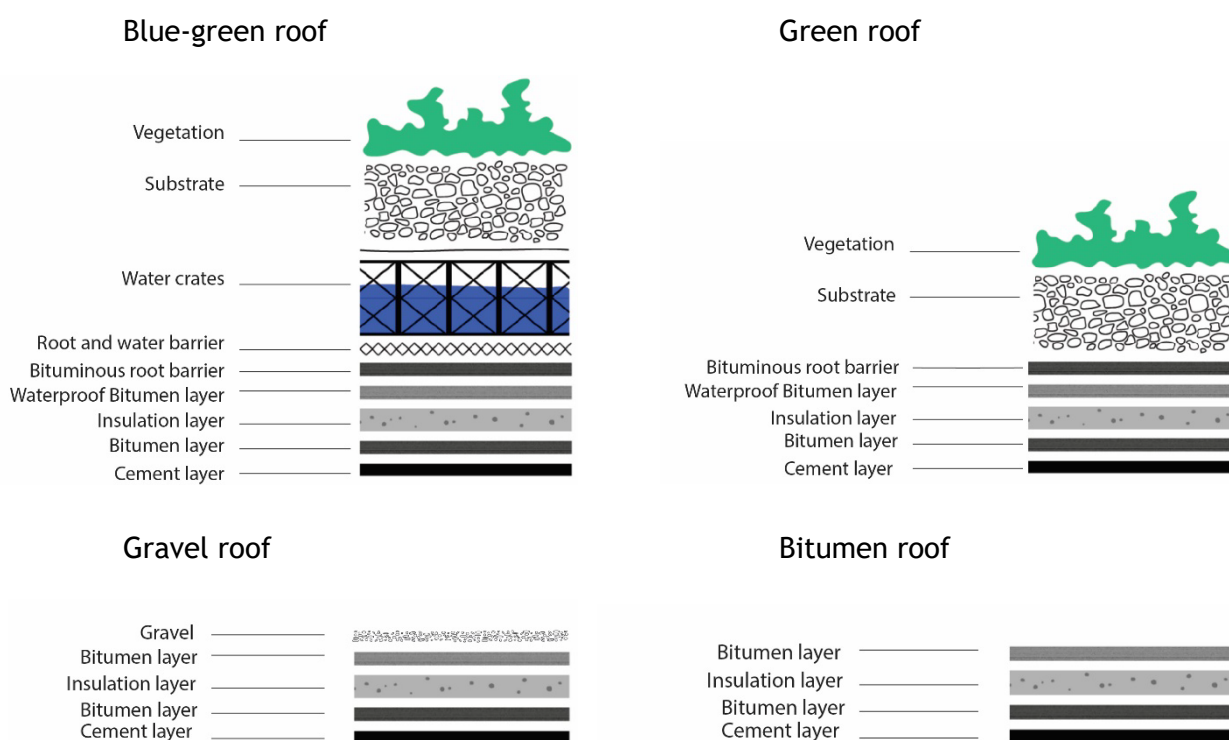 Blue-green roof
Vegetation
Substrate
Water crates
Root and water barrier
Bituminous root barrier
Waterproof Bitumen layer
Insulation layer
Bitumen layer
Cement layer
Green roof
Vegetation
Substrate
Bituminous root barrier
Waterproof Bitumen layer
Insulation layer
Bitumen layer
Cement layer
Gravel roof
Gravel
Bitumen layer
Insulation layer
Bitumen layer
Cement layer
Bitumen roof
Bitumen layer
Insulation layer
Bitumen layer
Cement layer